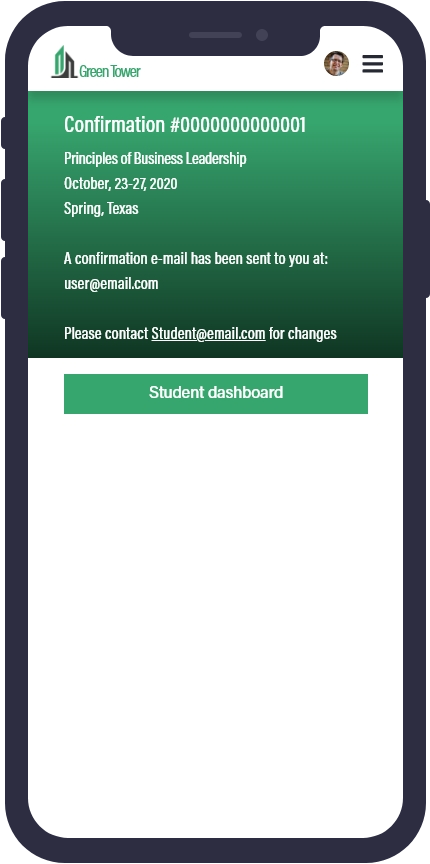 Green Tower
Confirmation #0000000000001
Principles of Business Leadership
October, 23-27, 2020
Spring, Texas
A confirmation e-mail has been sent to you at:
user@email.com
Please contact Student@email.com for changes
Student dashboard